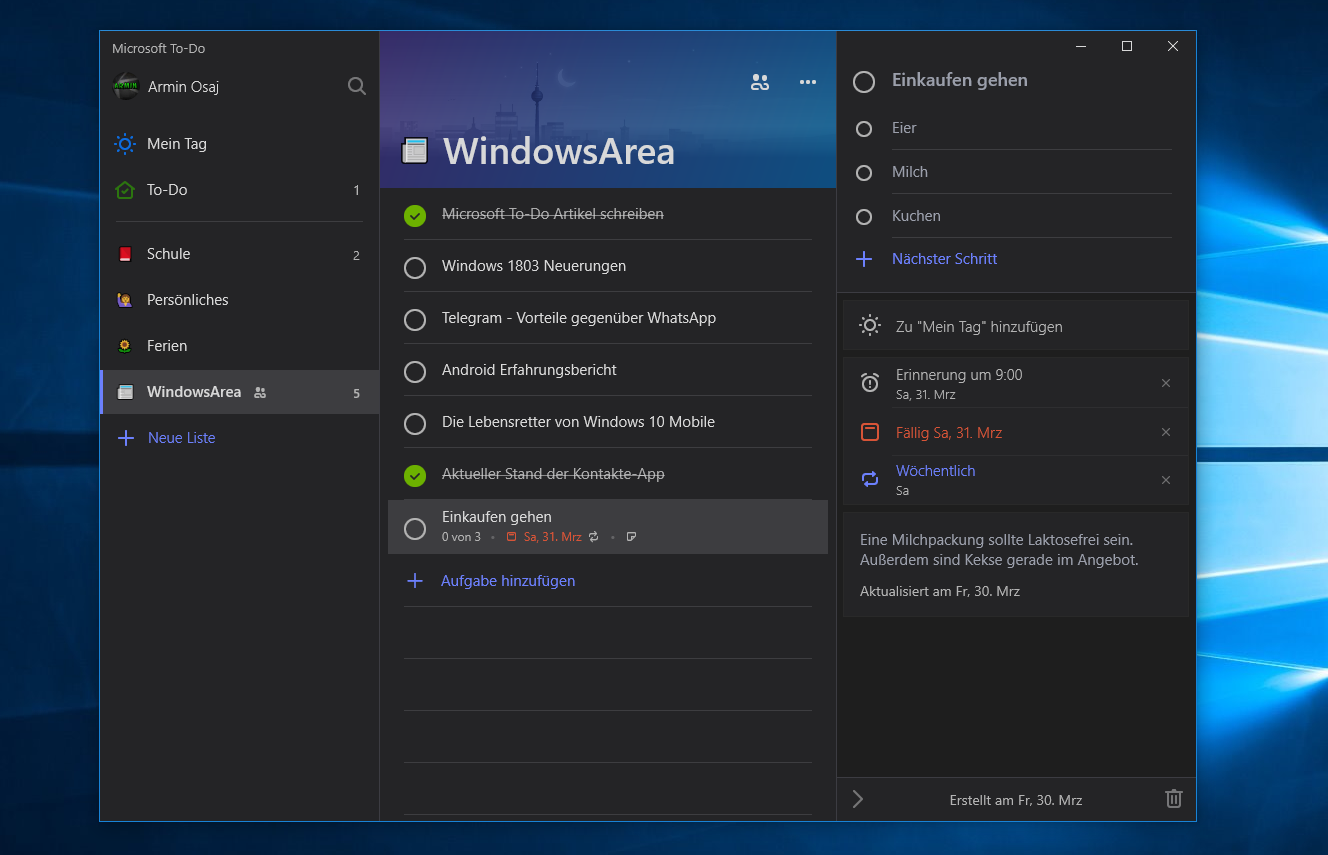 Microsoft To-Do
Armin Osaj
Mein Tag
To-Do 1
Schule 2
Persönliches
Ferien
WindowsArea 5
Neue Liste
WindowsArea
Microsoft To-Do Artikel schreiben
Windows 1803 Neuerungen
Telegram - Vorteile gegenüber WhatsApp
Android Erfahrungsbericht
Die Lebensretter von Windows 10 Mobile
Aktueller Stand der Kontakte-App
Einkaufen gehen
0 von 3 • Sa, 31. Mrz •
Aufgabe hinzufügen
Einkaufen gehen
Eier
Milch
Kuchen
Nächster Schritt
Zu "Mein Tag" hinzufügen
Erinnerung um 9:00
Sa, 31. Mrz
Fällig Sa, 31. Mrz
Wöchentlich
Sa
Eine Milchpackung sollte Laktosefrei sein.
Außerdem sind Kekse gerade im Angebot.
Aktualisiert am Fr, 30. Mrz
Erstellt am Fr, 30. Mrz